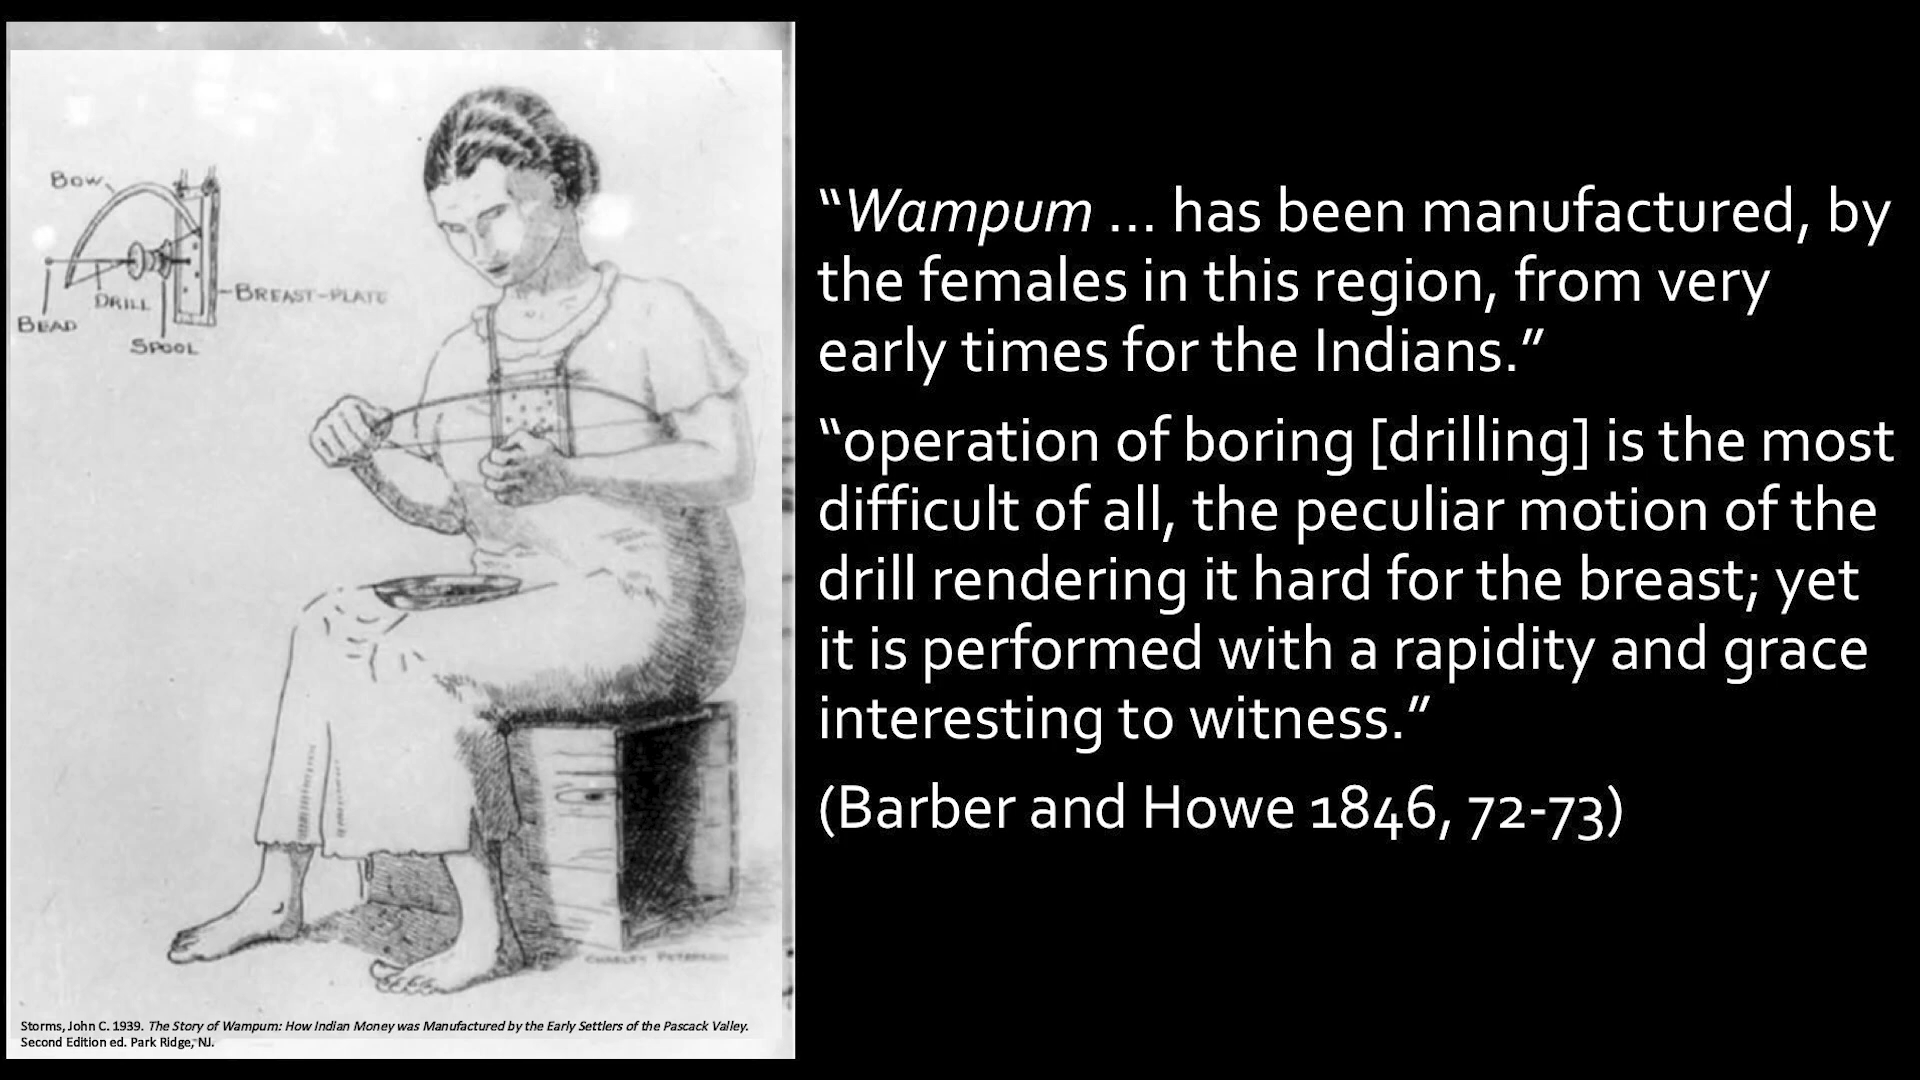 Bow
Drill
Breast-plate
Bead
Spool
Charley Peterson
Storms, John C. 1939. The Story of Wampum: How Indian Money was Manufactured by the Early Settlers of the Pascack Valley.
Second Edition ed. Park Ridge, NJ.
“Wampum … has been manufactured, by
the females in this region, from very
early times for the Indians.”
“operation of boring [drilling] is the most
difficult of all, the peculiar motion of the
drill rendering it hard for the breast; yet
it is performed with a rapidity and grace
interesting to witness.”
(Barber and Howe 1846, 72-73)